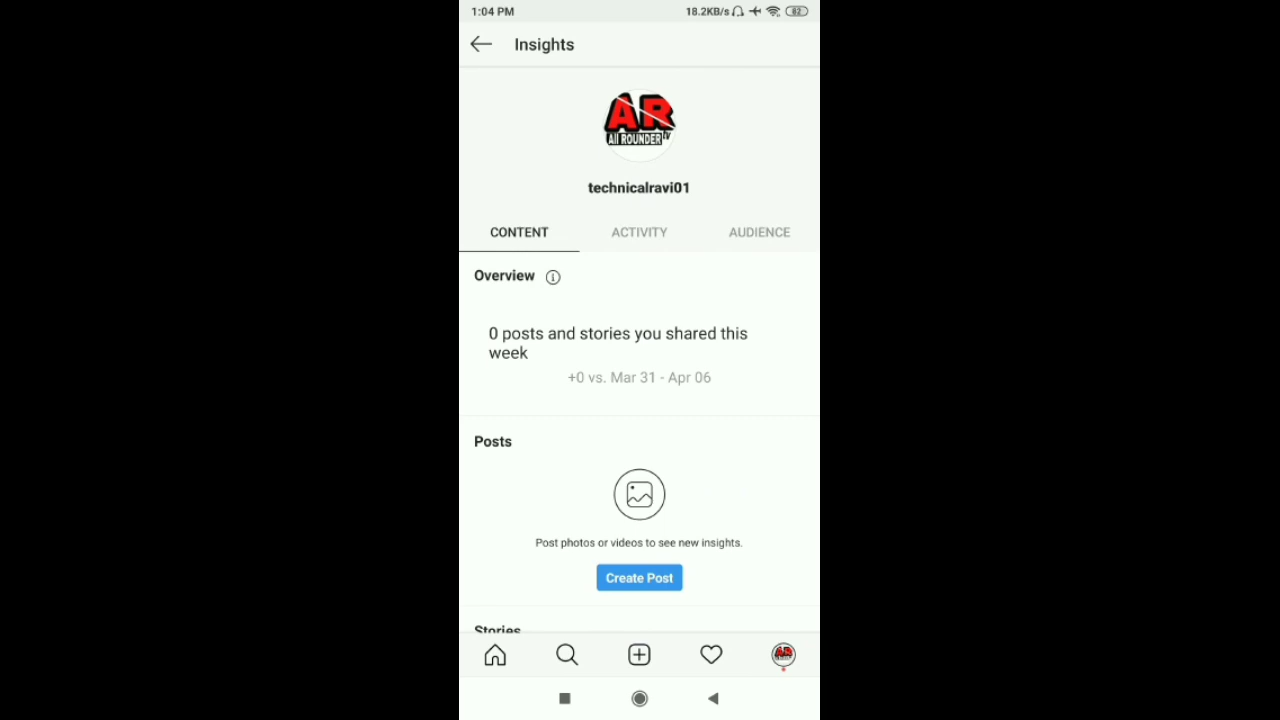 1:04 PM 18.2KB/s 82
Insights
AR
All ROUNDER
technicalravi01
CONTENT ACTIVITY AUDIENCE
Overview
0 posts and stories you shared this
week
+0 vs. Mar 31 - Apr 06
Posts
Post photos or videos to see new insights.
Create Post
Stories
AR